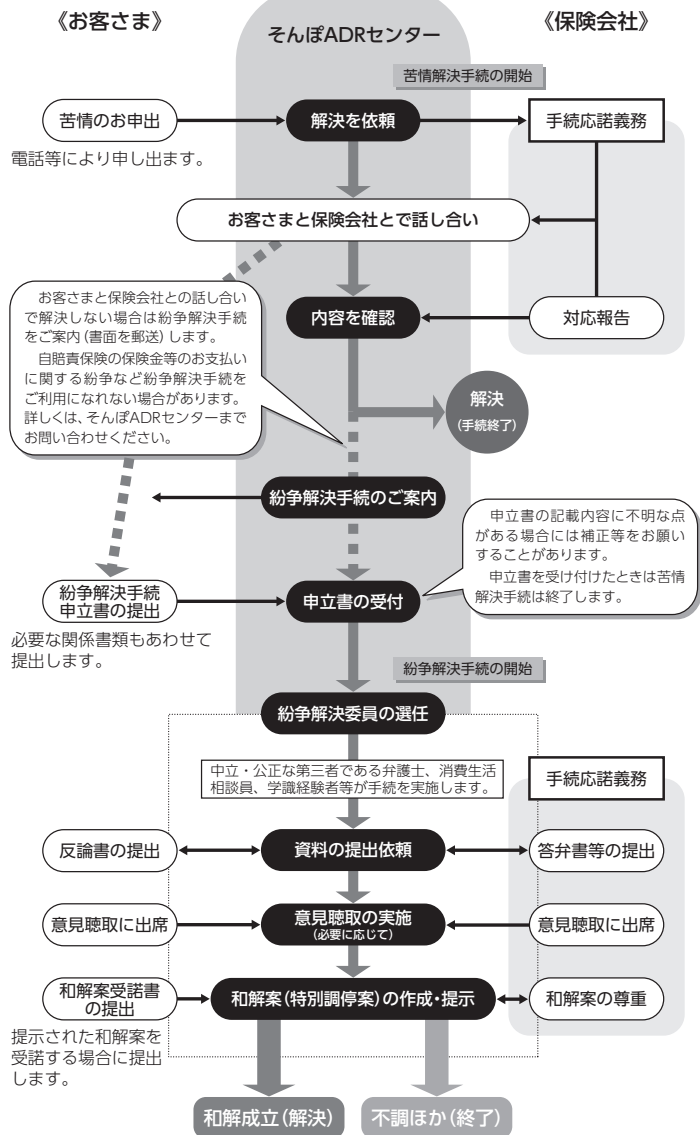 《お客さま》
そんぽADRセンター
《保険会社》
苦情解決手続の開始
苦情のお申出
解決を依頼
手続応諾義務
電話等により申し出ます。
お客さまと保険会社とで話し合い
お客さまと保険会社との話し合い
で解決しない場合は紛争解決手続
をご案内(書面を郵送)します。
自賠責保険の保険金等のお支払い
に関する紛争など紛争解決手続を
ご利用になれない場合があります。
詳しくは、そんぽADRセンターまで
お問い合わせください。
内容を確認
対応報告
解決
(手続終了)
紛争解決手続のご案内
申立書の記載内容に不明な点
がある場合には補正等をお願い
することがあります。
申立書を受け付けたときは苦情
解決手続は終了します。
紛争解決手続
申立書の提出
申立書の受付
必要な関係書類もあわせて
提出します。
紛争解決手続の開始
紛争解決委員の選任
中立・公正な第三者である弁護士、消費生活
相談員、学識経験者等が手続を実施します。
手続応諾義務
反論書の提出
資料の提出依頼
答弁書等の提出
意見聴取に出席
意見聴取の実施
(必要に応じて)
意見聴取に出席
和解案受諾書
の提出
和解案(特別調停案)の作成・提示
和解案の尊重
提示された和解案を
受諾する場合に提出
します。
和解成立(解決)
不調ほか(終了)